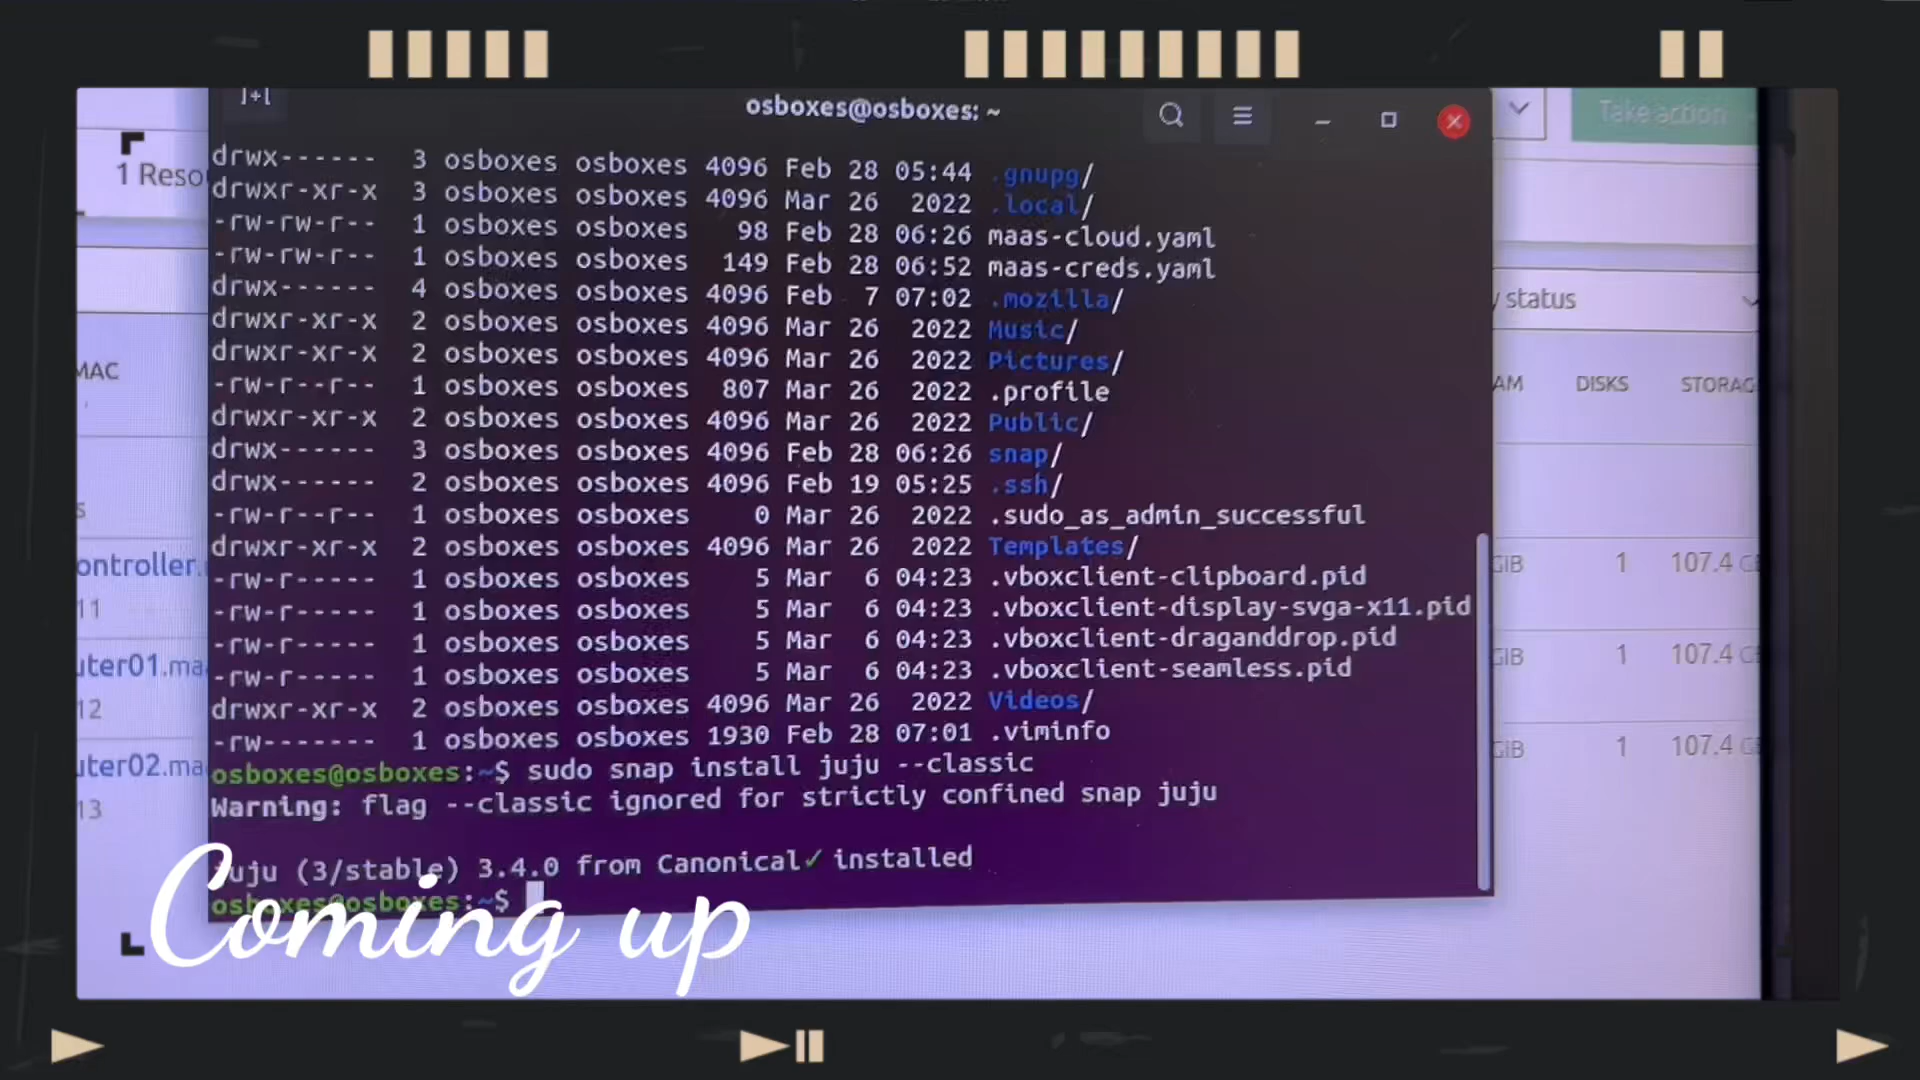 osboxes@osboxes: ~
Take action
1 Reso
drwx------ 3 osboxes osboxes 4096 Feb 28 05:44 .gnupg/
drwxr-xr-x 3 osboxes osboxes 4096 Mar 26 2022 .local/
-rw-rw-r-- 1 osboxes osboxes 98 Feb 28 06:26 maas-cloud.yaml
-rw-rw-r-- 1 osboxes osboxes 149 Feb 28 06:52 maas-creds.yaml
drwx------ 4 osboxes osboxes 4096 Feb 7 07:02 .mozilla/
drwxr-xr-x 2 osboxes osboxes 4096 Mar 26 2022 Music/
drwxr-xr-x 2 osboxes osboxes 4096 Mar 26 2022 Pictures/
-rw-r--r-- 1 osboxes osboxes 807 Mar 26 2022 .profile
drwxr-xr-x 2 osboxes osboxes 4096 Mar 26 2022 Public/
drwx------ 3 osboxes osboxes 4096 Feb 28 06:26 snap/
drwx------ 2 osboxes osboxes 4096 Feb 19 05:25 .ssh/
-rw-r--r-- 1 osboxes osboxes 0 Mar 26 2022 .sudo_as_admin_successful
drwxr-xr-x 2 osboxes osboxes 4096 Mar 26 2022 Templates/
-rw-r----- 1 osboxes osboxes 5 Mar 6 04:23 .vboxclient-clipboard.pid
-rw-r----- 1 osboxes osboxes 5 Mar 6 04:23 .vboxclient-display-svga-x11.pid
-rw-r----- 1 osboxes osboxes 5 Mar 6 04:23 .vboxclient-draganddrop.pid
-rw-r----- 1 osboxes osboxes 5 Mar 6 04:23 .vboxclient-seamless.pid
drwxr-xr-x 2 osboxes osboxes 4096 Mar 26 2022 Videos/
-rw------- 1 osboxes osboxes 1930 Feb 28 07:01 .viminfo
osboxes@osboxes:~$ sudo snap install juju --classic
Warning: flag --classic ignored for strictly confined snap juju
juju (3/stable) 3.4.0 from Canonical✓ installed
osboxes@osboxes:~$
MAC
ontroller.
11
uter01.maa
12
uter02.maa
13
status
AM DISKS STORAG
GiB 1 107.4 G
GiB 1 107.4 G
GiB 1 107.4 G
Coming up